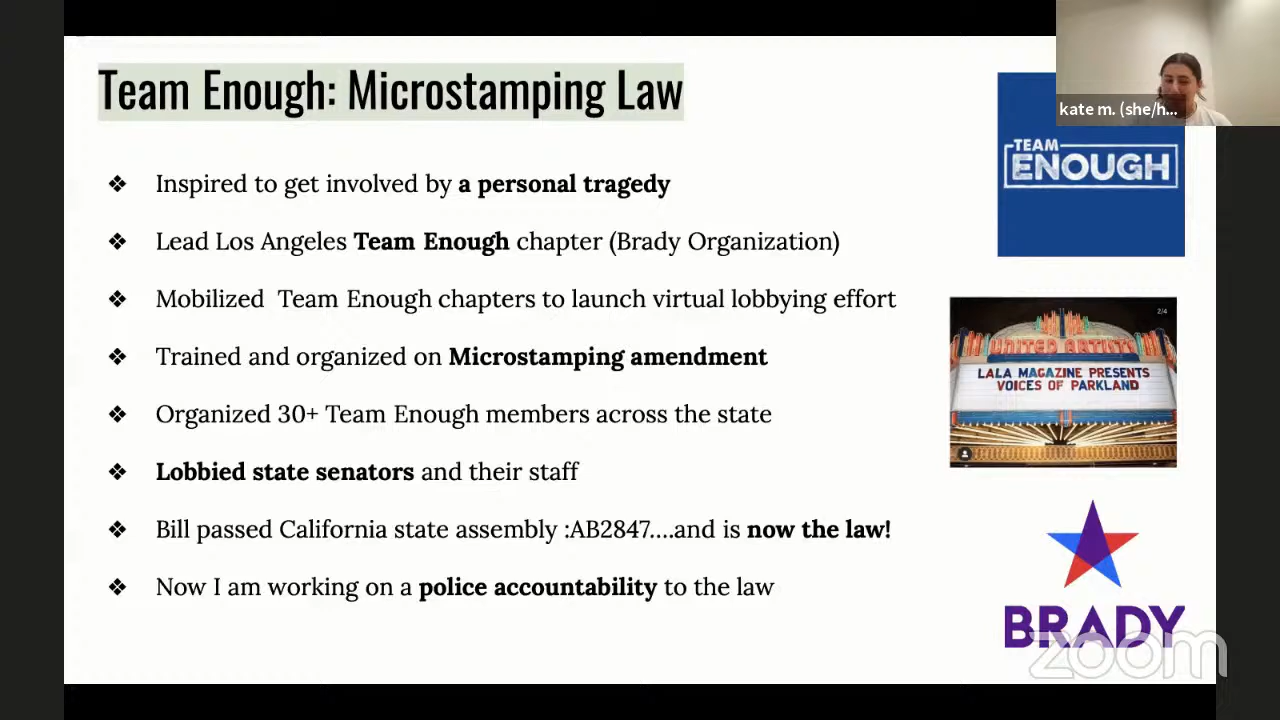 Team Enough: Microstamping Law
kate m. (she/h...
❖ Inspired to get involved by a personal tragedy
❖ Lead Los Angeles Team Enough chapter (Brady Organization)
❖ Mobilized Team Enough chapters to launch virtual lobbying effort
❖ Trained and organized on Microstamping amendment
❖ Organized 30+ Team Enough members across the state
❖ Lobbied state senators and their staff
❖ Bill passed California state assembly :AB2847....and is now the law!
❖ Now I am working on a police accountability to the law
TEAM
ENOUGH
2/4
UNITED ARTISTS
LALA MAGAZINE PRESENTS
VOICES OF PARKLAND
BRADY
zoom